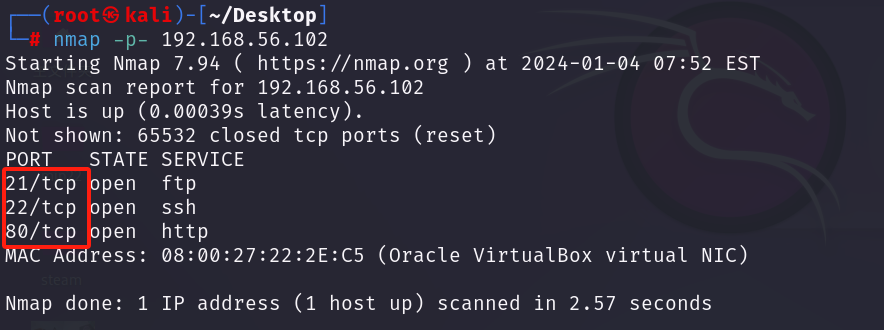 ┌──(root㉿kali)-[~/Desktop]
└─# nmap -p- 192.168.56.102
Starting Nmap 7.94 ( https://nmap.org ) at 2024-01-04 07:52 EST
Nmap scan report for 192.168.56.102
Host is up (0.00039s latency).
Not shown: 65532 closed tcp ports (reset)
PORT   STATE SERVICE
21/tcp open  ftp
22/tcp open  ssh
80/tcp open  http
MAC Address: 08:00:27:22:2E:C5 (Oracle VirtualBox virtual NIC)
steam
Nmap done: 1 IP address (1 host up) scanned in 2.57 seconds